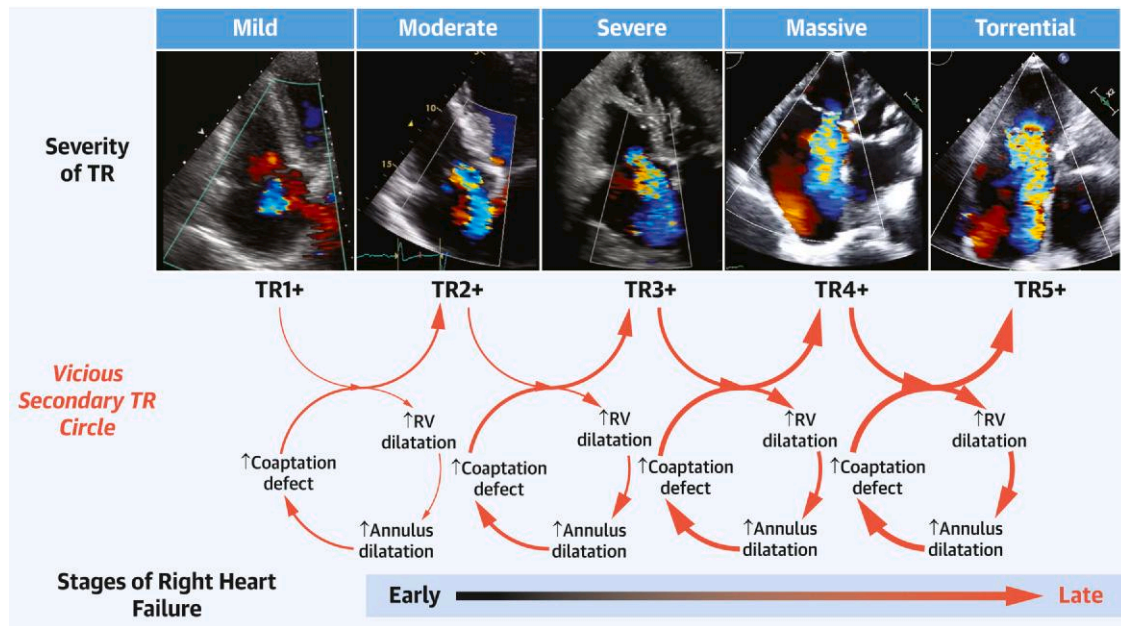 Mild
Moderate
Severe
Massive
Torrential
Severity
of TR
10
15
TR1+
TR2+
TR3+
TR4+
TR5+
Vicious
Secondary TR
Circle
↑RV
dilatation
↑RV
dilatation
↑RV
dilatation
↑RV
dilatation
↑Coaptation
defect
↑Coaptation
defect
↑Coaptation
defect
↑Coaptation
defect
↑Annulus
dilatation
↑Annulus
dilatation
↑Annulus
dilatation
↑Annulus
dilatation
Stages of Right Heart
Failure
Early
Late